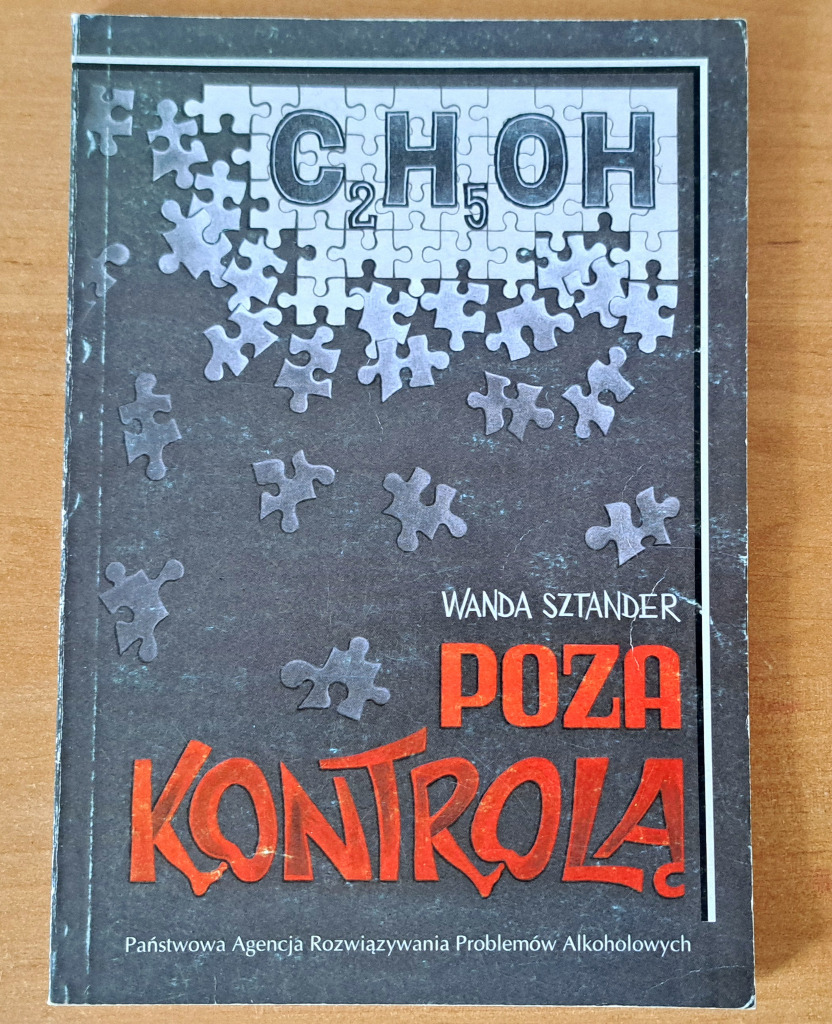 C₂H₅OH
WANDA SZTANDER
POZA
KONTROLĄ
Państwowa Agencja Rozwiązywania Problemów Alkoholowych